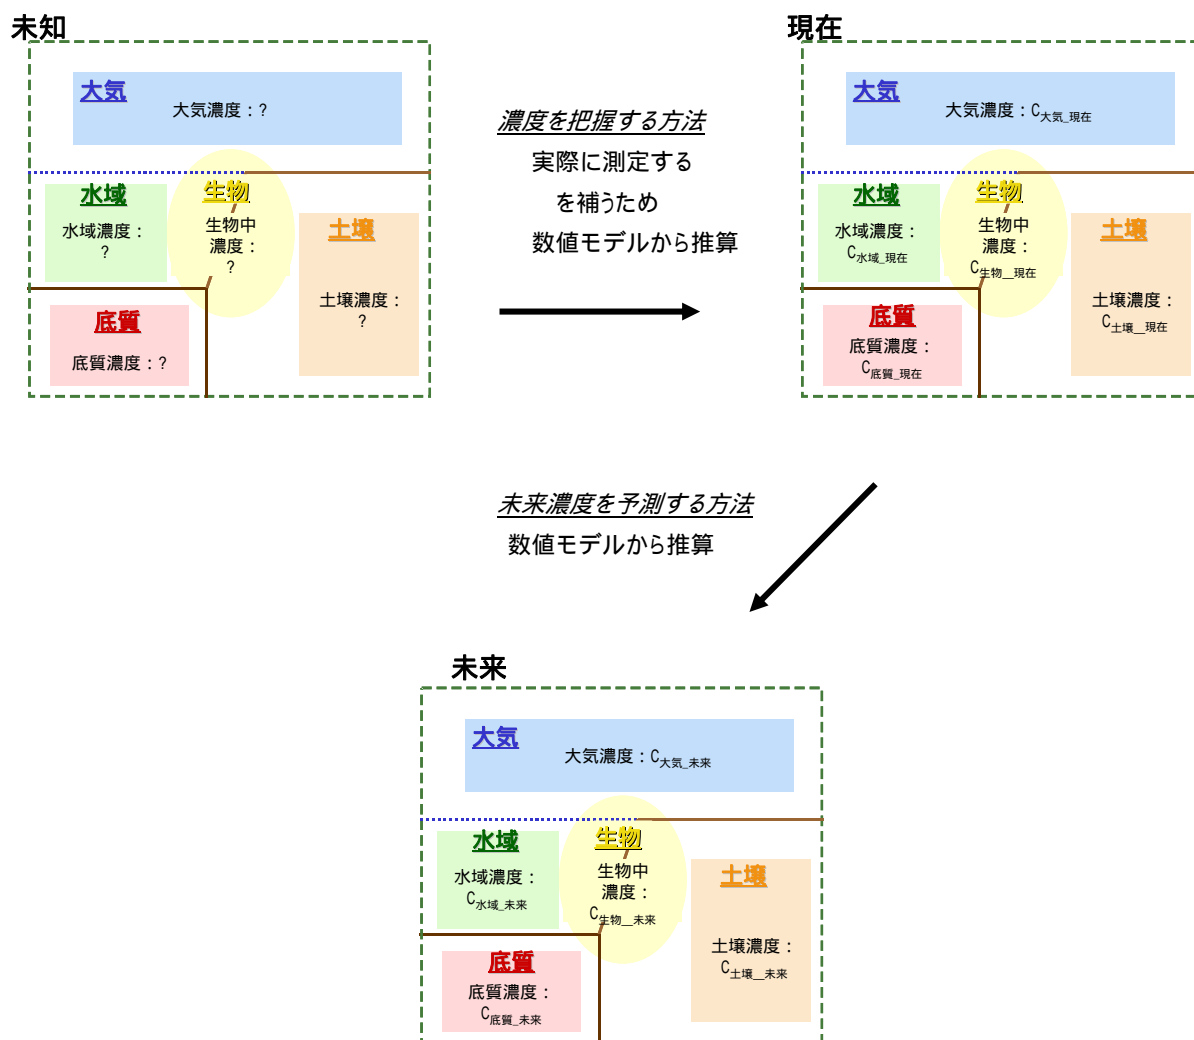 未知
大気
大気濃度：?
水域
水域濃度：
?
生物
生物中
濃度：
?
土壌
土壌濃度：
?
底質
底質濃度：?
濃度を把握する方法
実際に測定する
を補うため
数値モデルから推算
現在
大気
大気濃度：C大気_現在
水域
水域濃度：
C水域_現在
生物
生物中
濃度：
C生物__現在
土壌
土壌濃度：
C土壌__現在
底質
底質濃度：
C底質_現在
未来濃度を予測する方法
数値モデルから推算
未来
大気
大気濃度：C大気_未来
水域
水域濃度：
C水域_未来
生物
生物中
濃度：
C生物__未来
土壌
土壌濃度：
C土壌__未来
底質
底質濃度：
C底質_未来